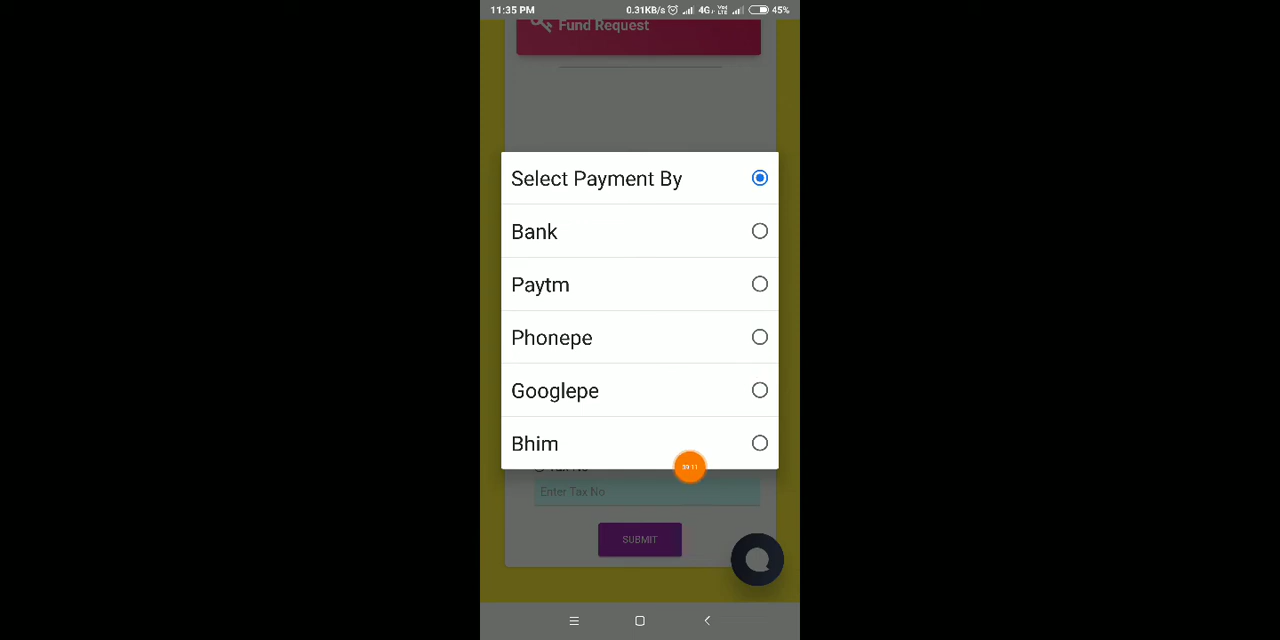 11:35 PM 0.31KB/s 4G 45%
Fund Request
Select Payment By
Bank
Paytm
Phonepe
Googlepe
Bhim
Enter Tax No
SUBMIT